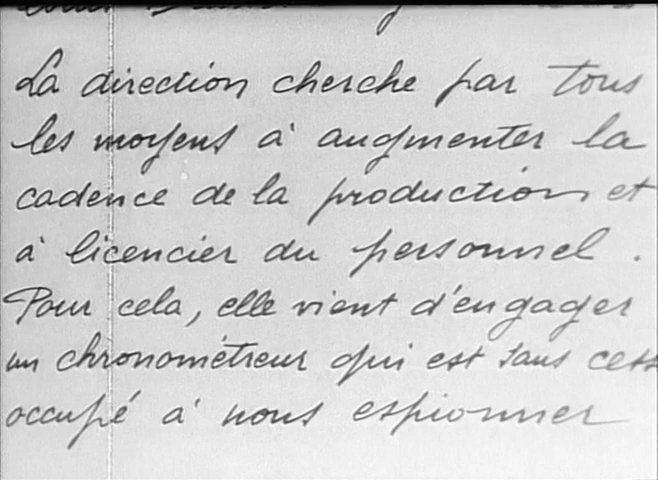 La direction cherche par tous
les moyens à augmenter la
cadence de la production et
à licencier du personnel.
Pour cela, elle vient d'engager
un chronométreur qui est sans cess
occupé à nous espionner